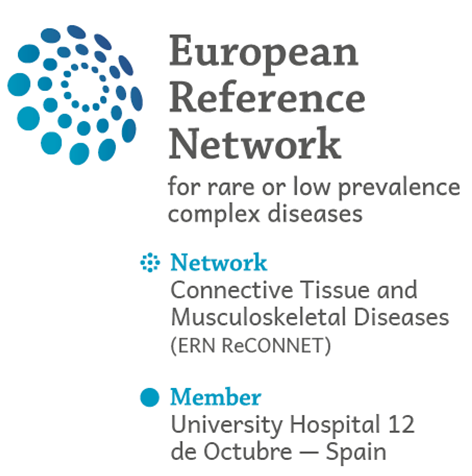 European
Reference
Network
for rare or low prevalence
complex diseases
Network
Connective Tissue and
Musculoskeletal Diseases
(ERN ReCONNET)
Member
University Hospital 12
de Octubre — Spain